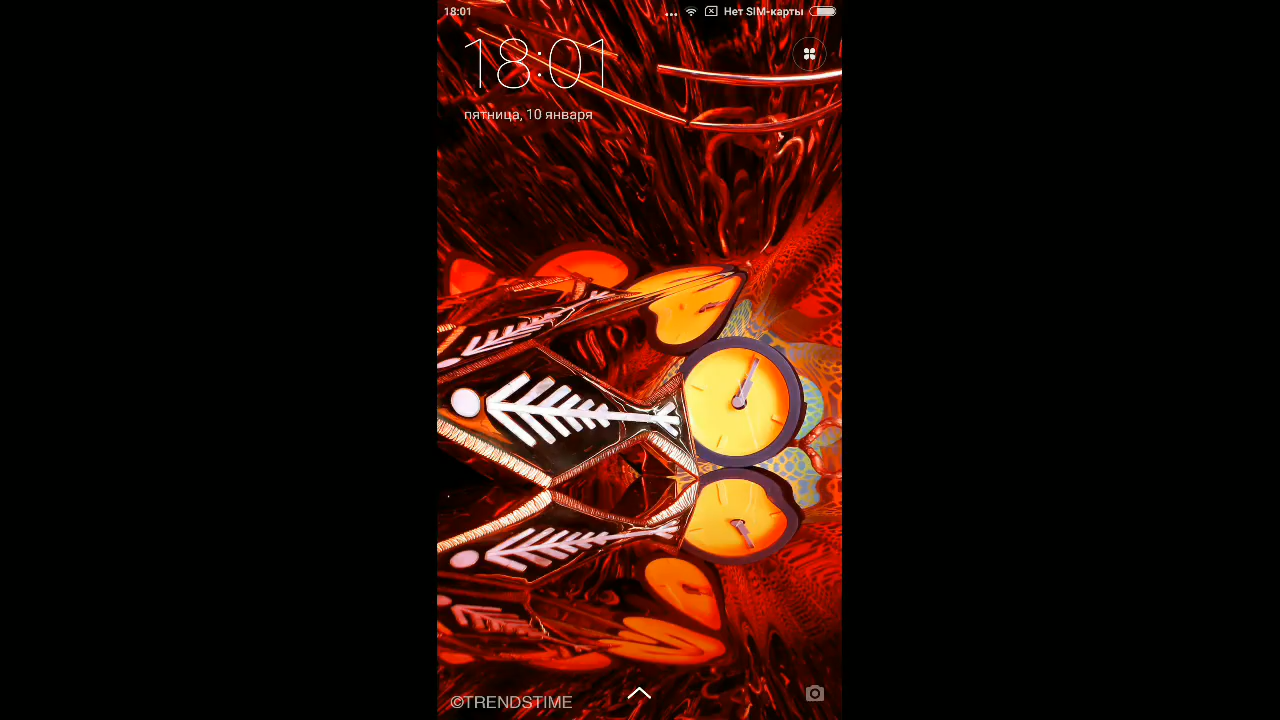 18:01
... Нет SIM-карты
18:01
пятница, 10 января
©TRENDSTIME